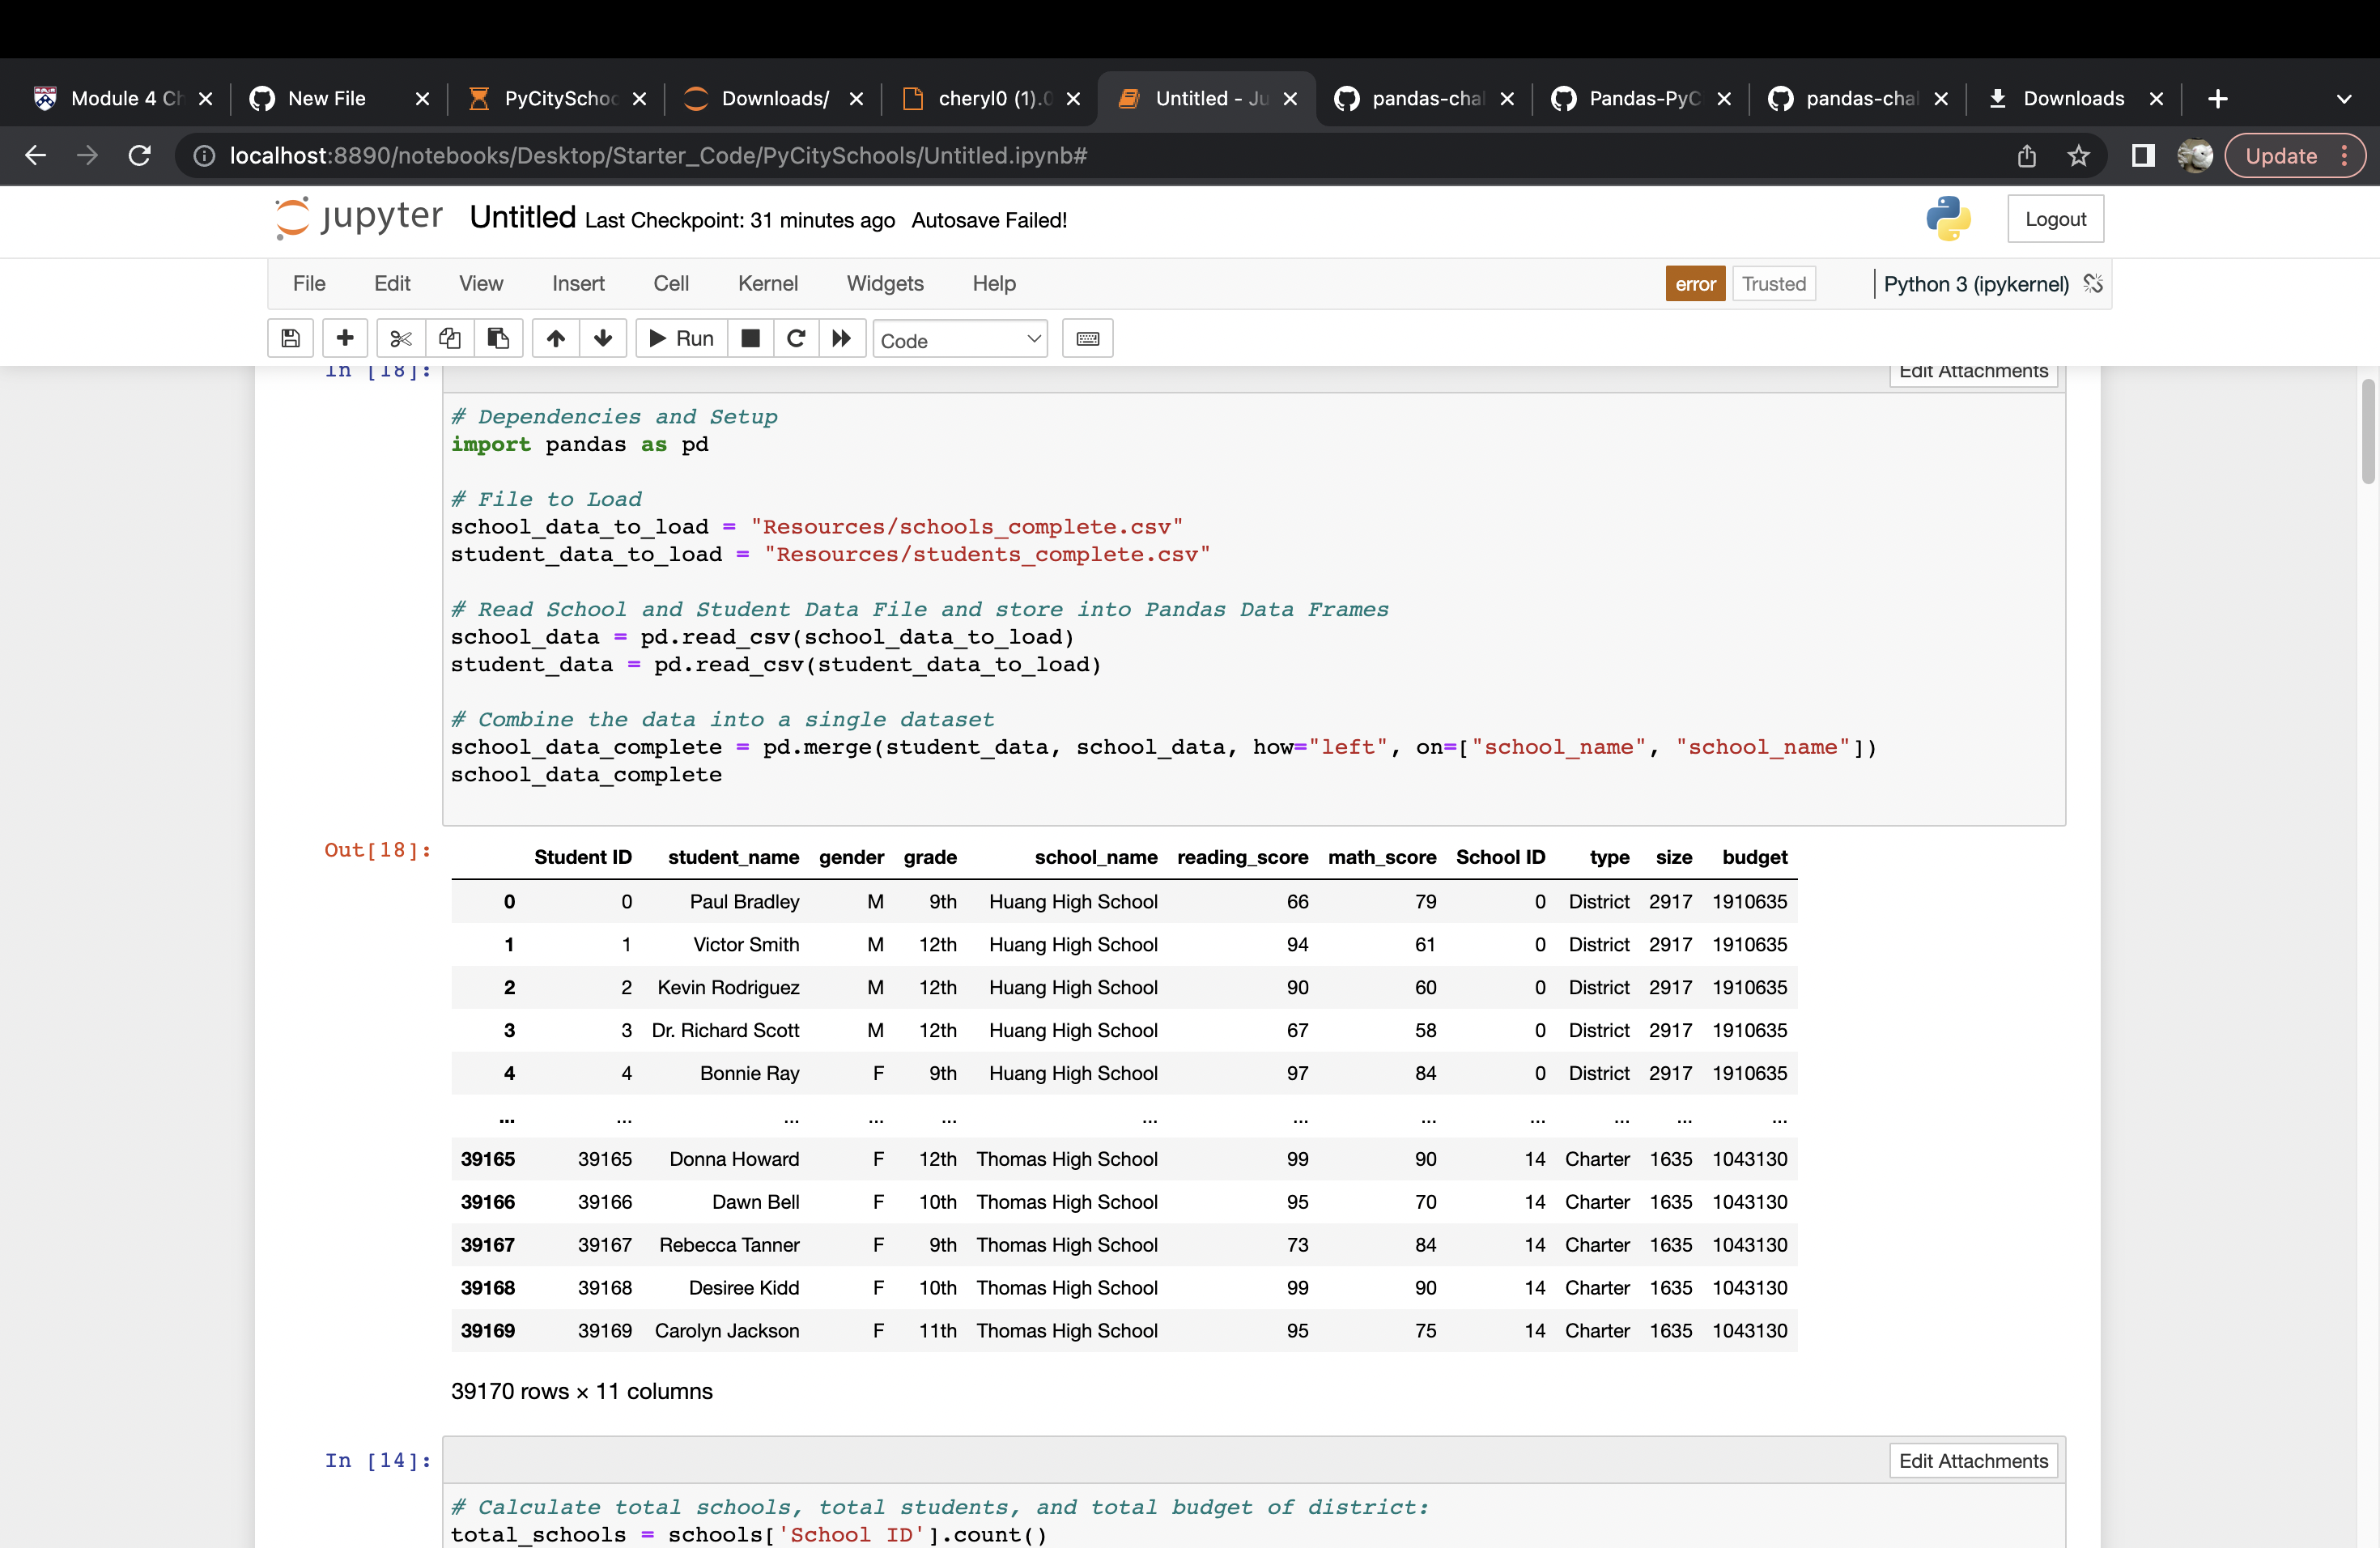 Module 4 Ch
New File
PyCitySchoo
Downloads/
cheryl0 (1).0
Untitled - Ju
pandas-chal
Pandas-PyC
pandas-chal
Downloads
localhost:8890/notebooks/Desktop/Starter_Code/PyCitySchools/Untitled.ipynb#
Update
jupyter Untitled Last Checkpoint: 31 minutes ago Autosave Failed!
Logout
File Edit View Insert Cell Kernel Widgets Help
error Trusted Python 3 (ipykernel)
Run Code
In [18]:
Edit Attachments
# Dependencies and Setup
import pandas as pd
# File to Load
school_data_to_load = "Resources/schools_complete.csv"
student_data_to_load = "Resources/students_complete.csv"
# Read School and Student Data File and store into Pandas Data Frames
school_data = pd.read_csv(school_data_to_load)
student_data = pd.read_csv(student_data_to_load)
# Combine the data into a single dataset
school_data_complete = pd.merge(student_data, school_data, how="left", on=["school_name", "school_name"])
school_data_complete
Out[18]:
Student ID student_name gender grade school_name reading_score math_score School ID type size budget
0 0 Paul Bradley M 9th Huang High School 66 79 0 District 2917 1910635
1 1 Victor Smith M 12th Huang High School 94 61 0 District 2917 1910635
2 2 Kevin Rodriguez M 12th Huang High School 90 60 0 District 2917 1910635
3 3 Dr. Richard Scott M 12th Huang High School 67 58 0 District 2917 1910635
4 4 Bonnie Ray F 9th Huang High School 97 84 0 District 2917 1910635
... ... ... ... ... ... ... ... ... ... ... ...
39165 39165 Donna Howard F 12th Thomas High School 99 90 14 Charter 1635 1043130
39166 39166 Dawn Bell F 10th Thomas High School 95 70 14 Charter 1635 1043130
39167 39167 Rebecca Tanner F 9th Thomas High School 73 84 14 Charter 1635 1043130
39168 39168 Desiree Kidd F 10th Thomas High School 99 90 14 Charter 1635 1043130
39169 39169 Carolyn Jackson F 11th Thomas High School 95 75 14 Charter 1635 1043130
39170 rows × 11 columns
In [14]:
Edit Attachments
# Calculate total schools, total students, and total budget of district:
total_schools = schools['School ID'].count()